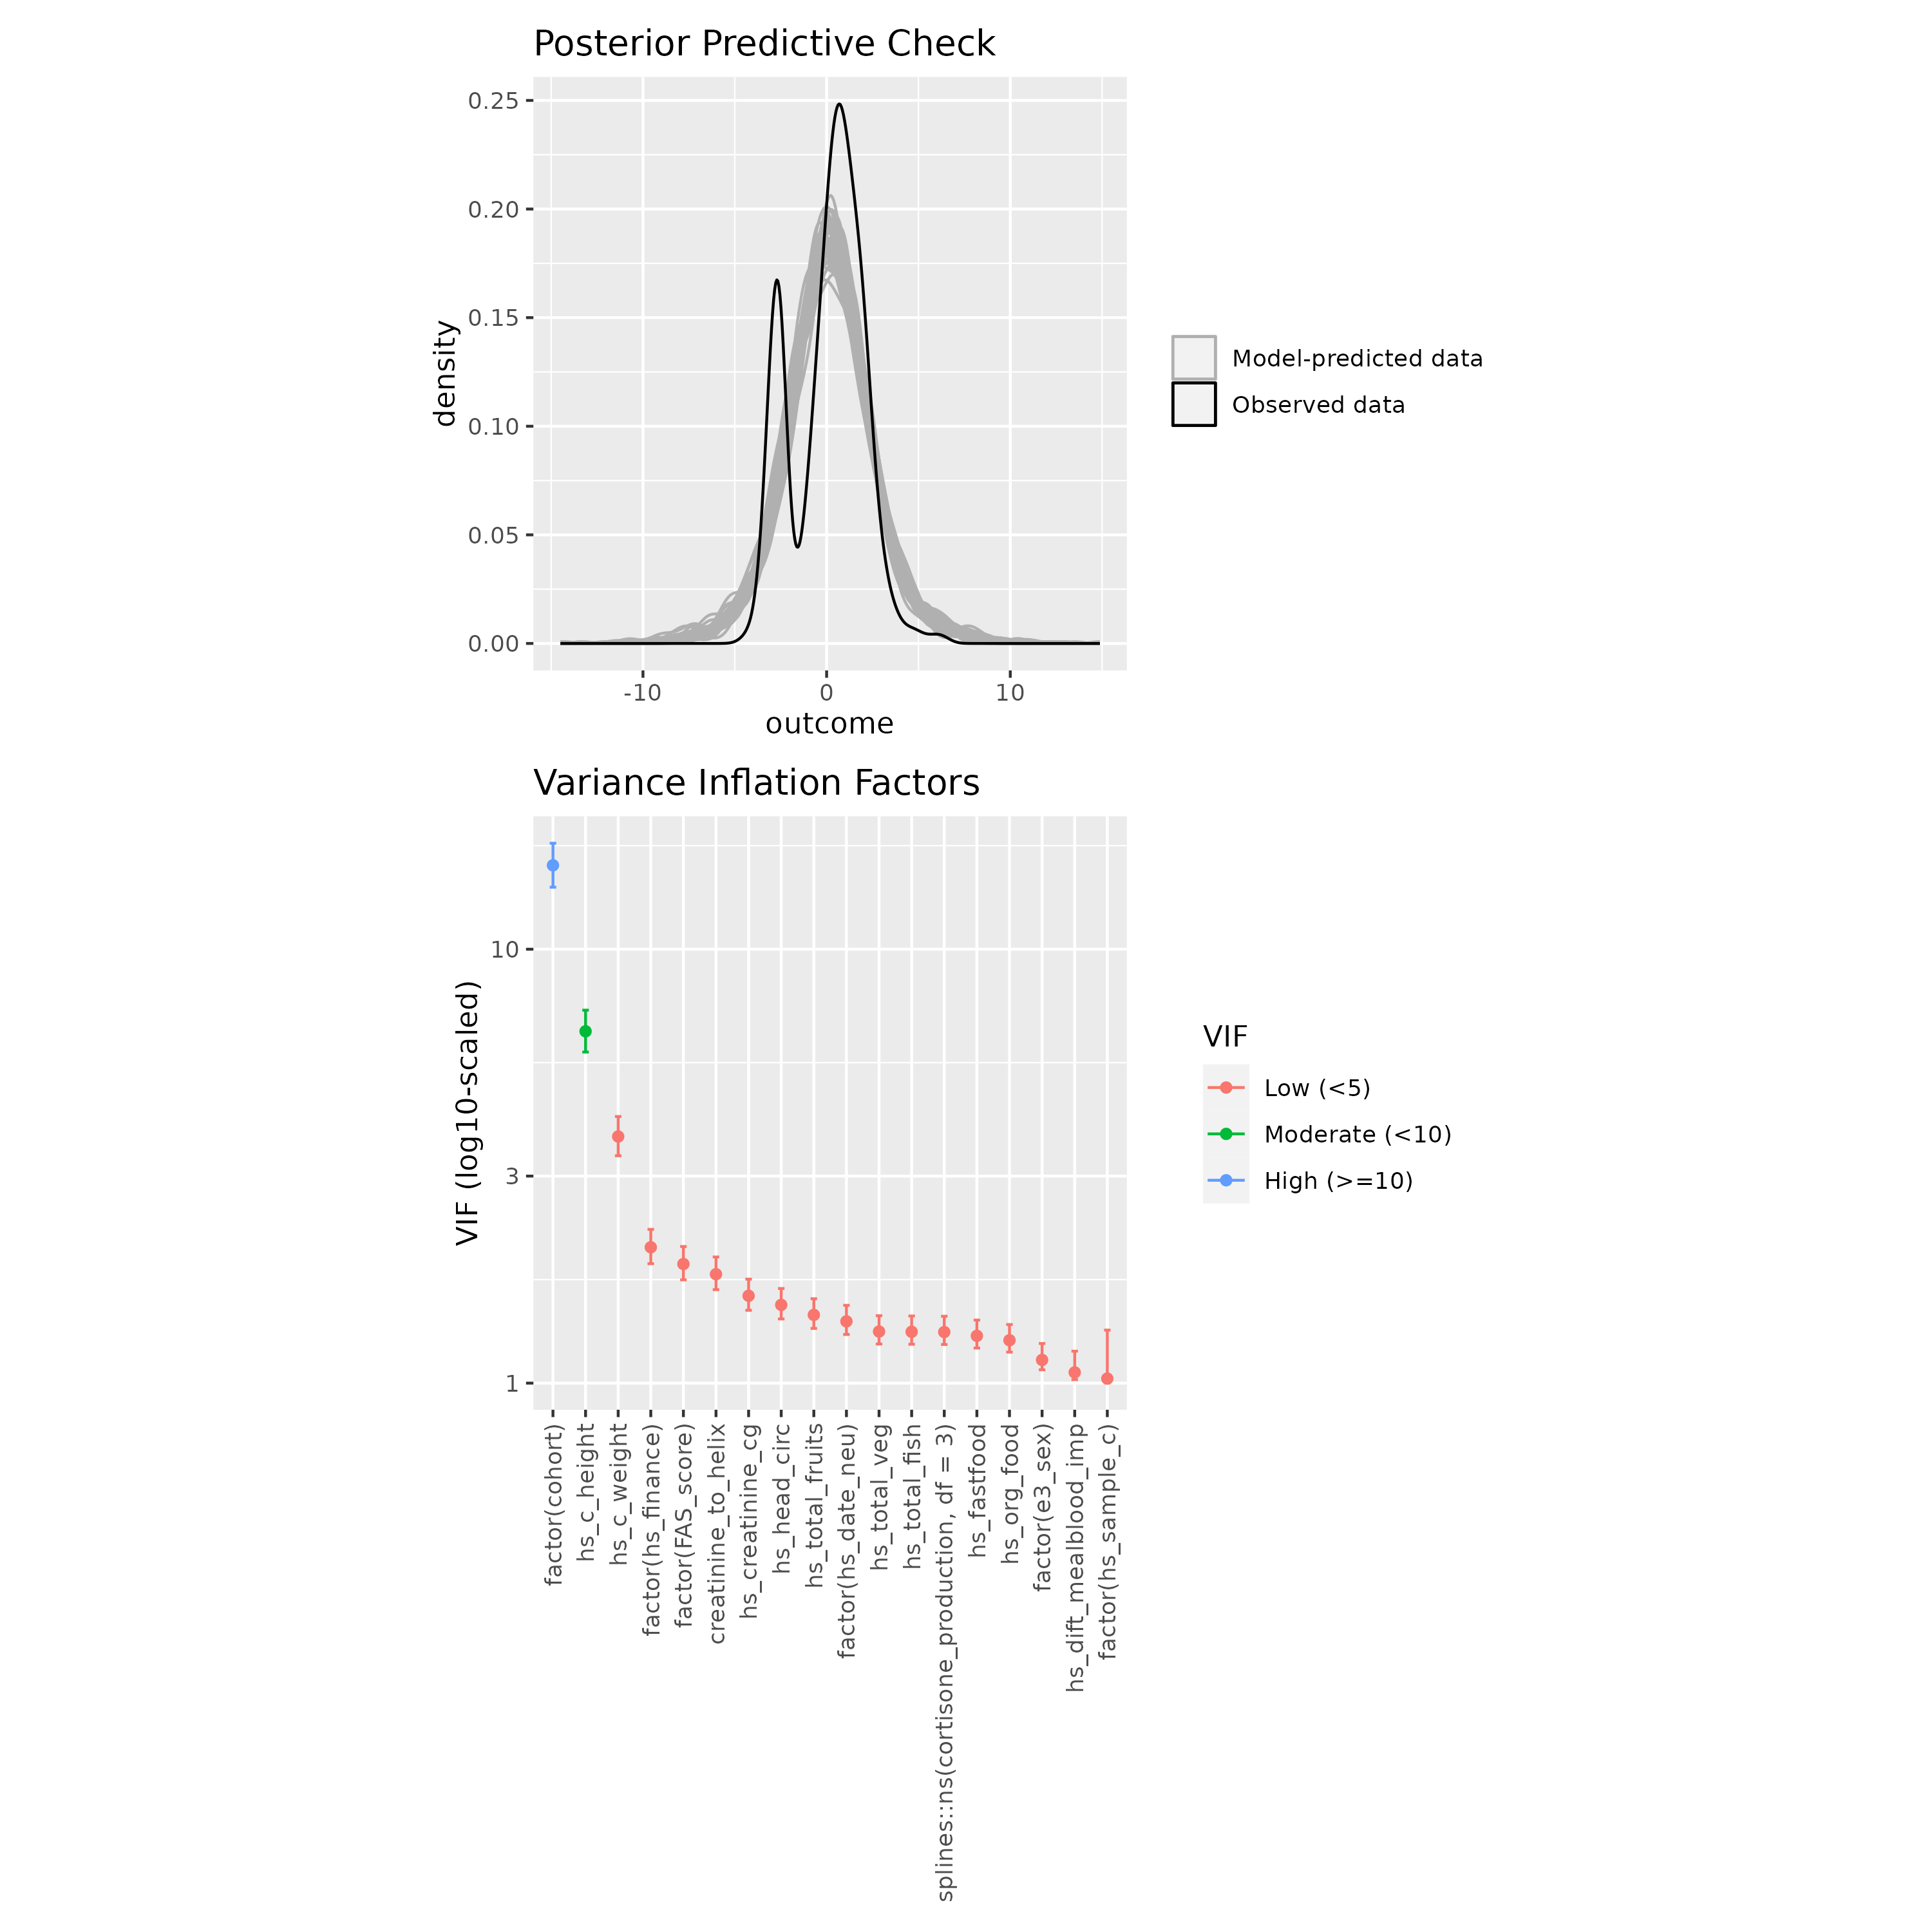 Posterior Predictive Check
0.25
0.20
0.15
0.10
0.05
0.00
density
-10 0 10
outcome
Model-predicted data
Observed data
Variance Inflation Factors
10
3
1
VIF (log10-scaled)
factor(cohort)
hs_c_height
hs_c_weight
factor(hs_finance)
factor(FAS_score)
creatinine_to_helix
hs_creatinine_cg
hs_head_circ
hs_total_fruits
factor(hs_date_neu)
hs_total_veg
hs_total_fish
splines::ns(cortisone_production, df = 3)
hs_fastfood
hs_org_food
factor(e3_sex)
hs_dift_mealblood_imp
factor(hs_sample_c)
VIF
Low (<5)
Moderate (<10)
High (>=10)